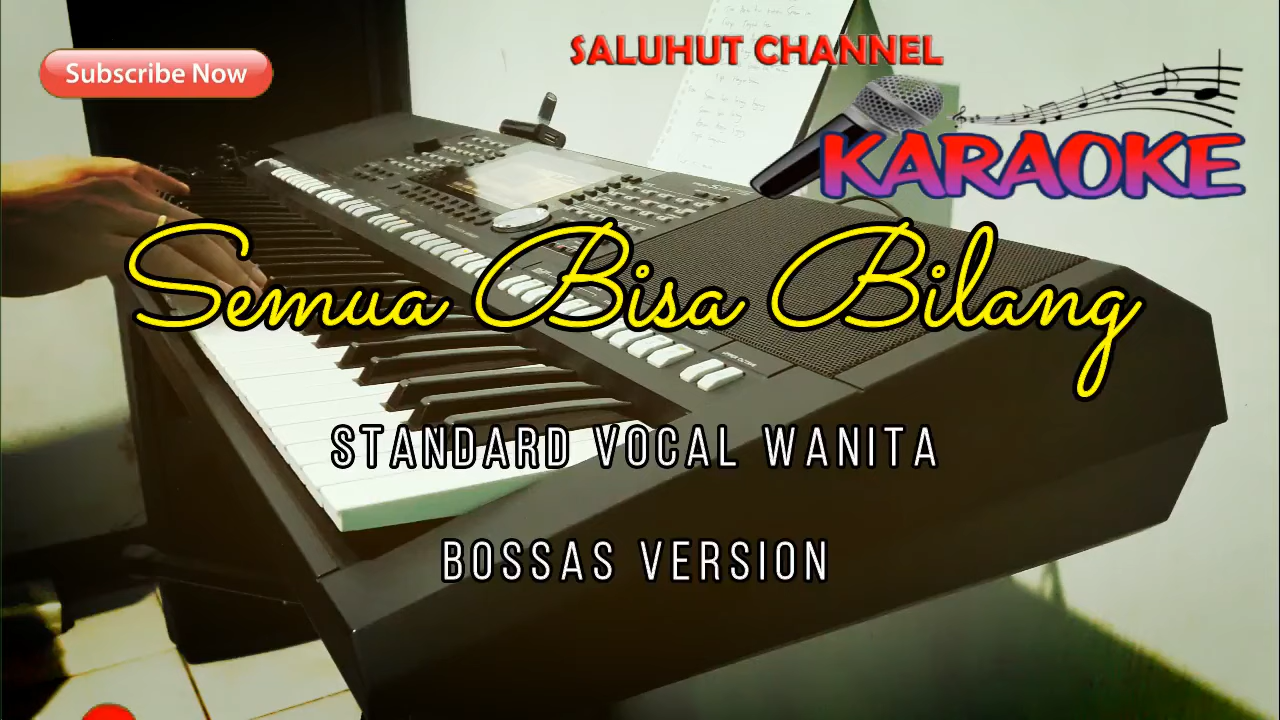 SALUHUT CHANNEL
Subscribe Now
KARAOKE
Semua Bisa Bilang
STANDARD VOCAL WANITA
BOSSAS VERSION